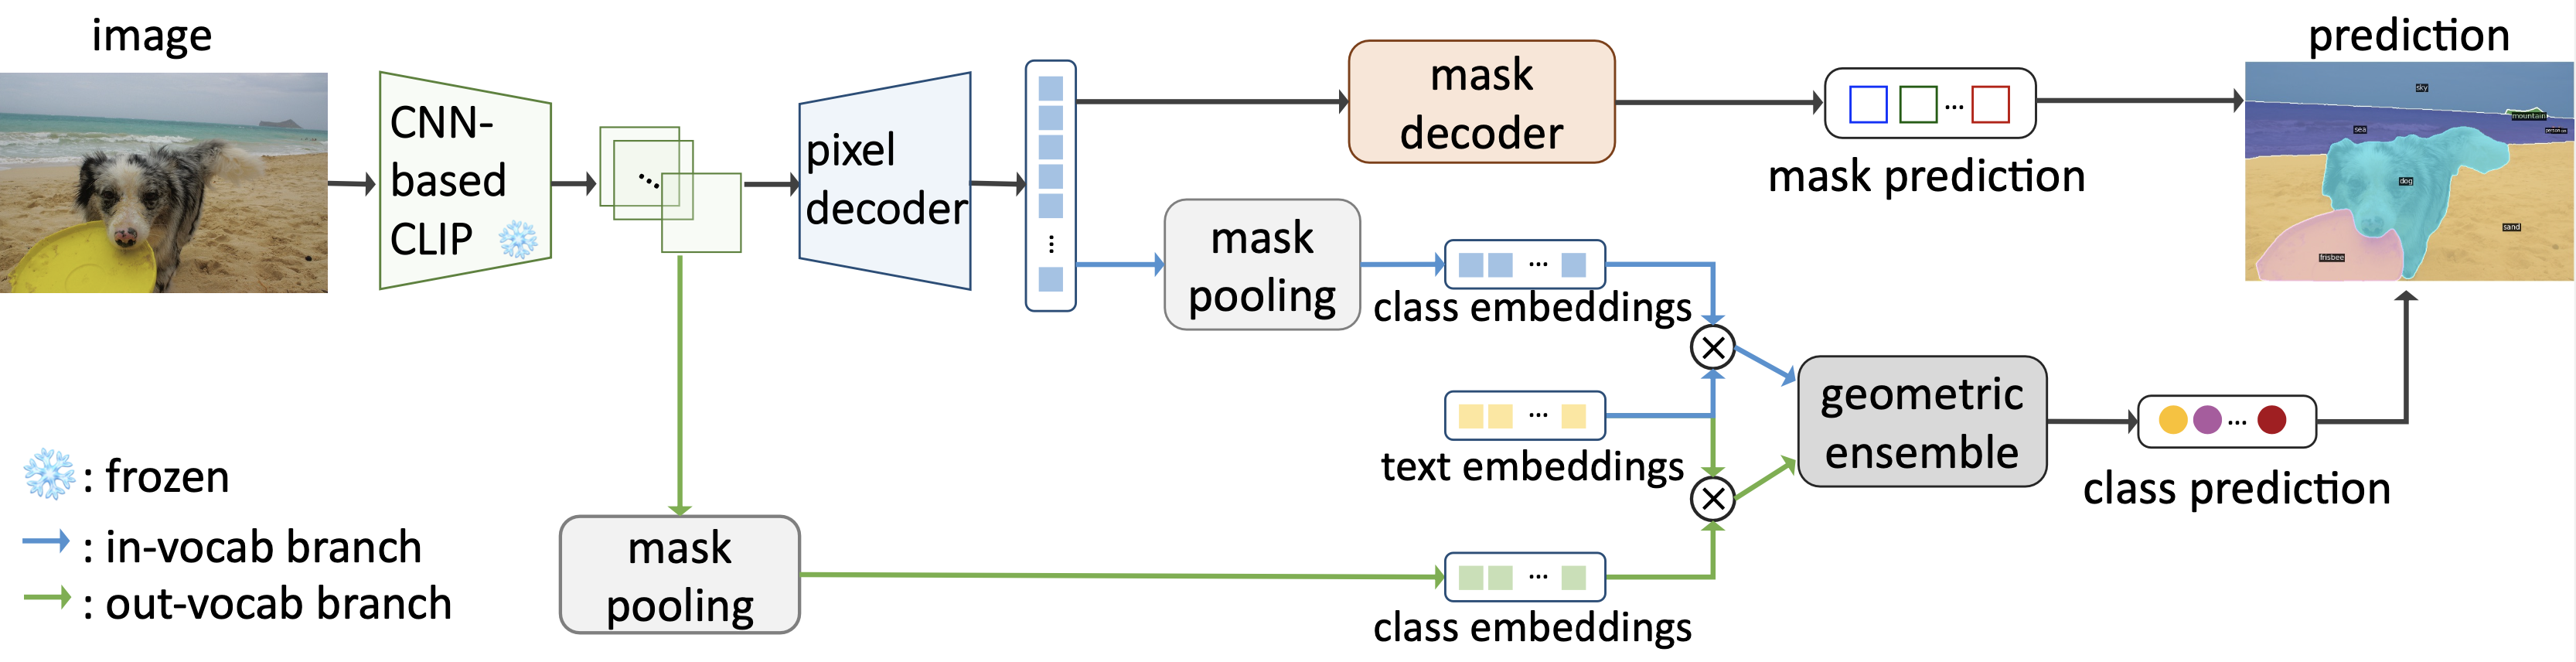 image
CNN-
based
CLIP
pixel
decoder
mask
decoder
mask prediction
prediction
sky
mountain
sea
dog
sand
frisbee
mask
pooling
class embeddings
text embeddings
geometric
ensemble
class prediction
: frozen
: in-vocab branch
: out-vocab branch
mask
pooling
class embeddings